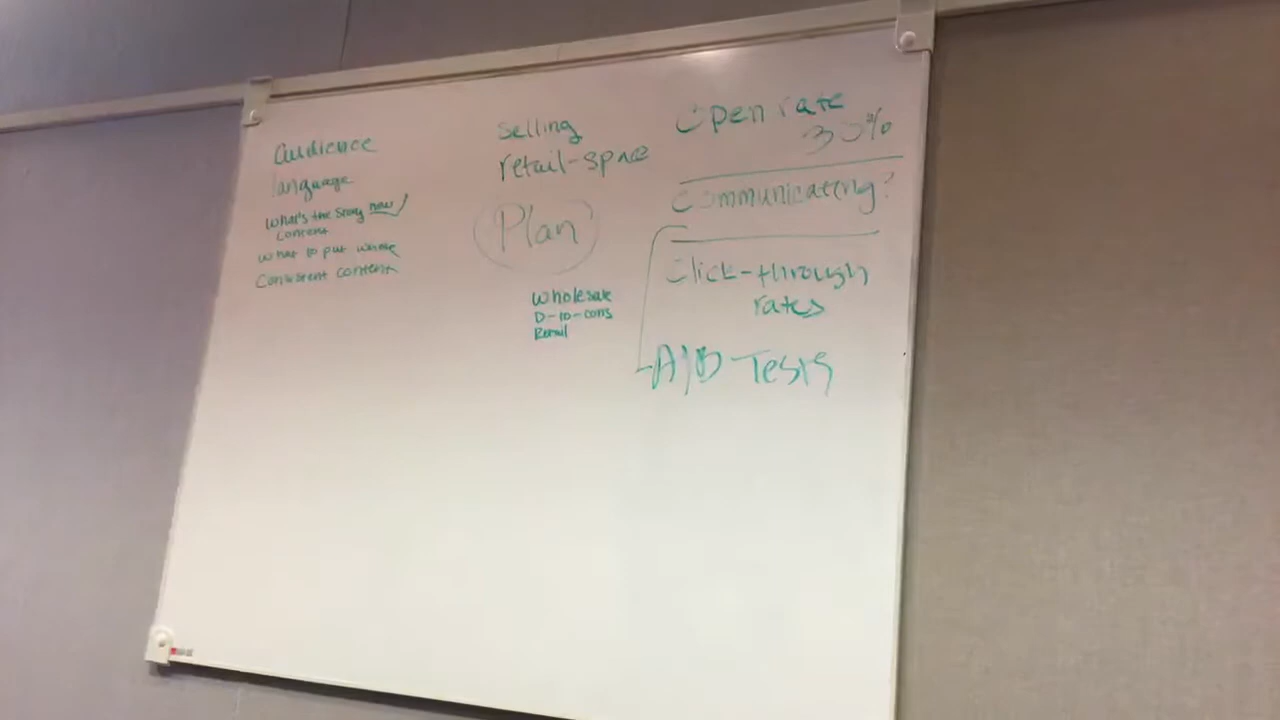 Audience
language
What's the story now
Content
What to put where
Consistent content
Selling
retail-space
Plan
Wholesale
D-to-cons
Retail
Open rate
30%
Communicating?
Click-through
rates
A/B Tests